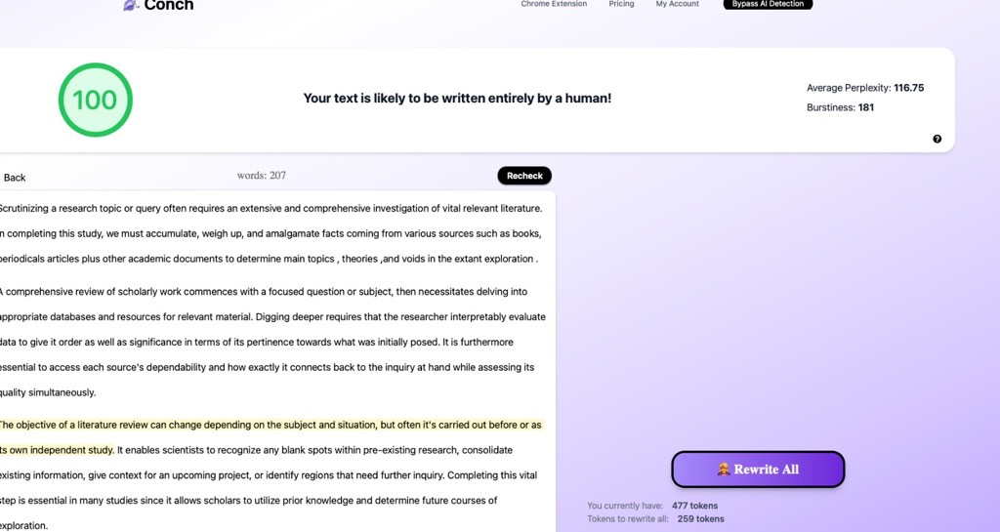 Conch
Chrome Extension
Pricing
My Account
Bypass AI Detection
100
Your text is likely to be written entirely by a human!
Average Perplexity: 116.75
Burstiness: 181
?
Back
words: 207
Recheck
Scrutinizing a research topic or query often requires an extensive and comprehensive investigation of vital relevant literature.
n completing this study, we must accumulate, weigh up, and amalgamate facts coming from various sources such as books,
periodicals articles plus other academic documents to determine main topics , theories ,and voids in the extant exploration .
A comprehensive review of scholarly work commences with a focused question or subject, then necessitates delving into
appropriate databases and resources for relevant material. Digging deeper requires that the researcher interpretably evaluate
data to give it order as well as significance in terms of its pertinence towards what was initially posed. It is furthermore
essential to access each source's dependability and how exactly it connects back to the inquiry at hand while assessing its
quality simultaneously.
The objective of a literature review can change depending on the subject and situation, but often it's carried out before or as
its own independent study. It enables scientists to recognize any blank spots within pre-existing research, consolidate
existing information, give context for an upcoming project, or identify regions that need further inquiry. Completing this vital
step is essential in many studies since it allows scholars to utilize prior knowledge and determine future courses of
exploration.
Rewrite All
You currently have: 477 tokens
Tokens to rewrite all: 259 tokens